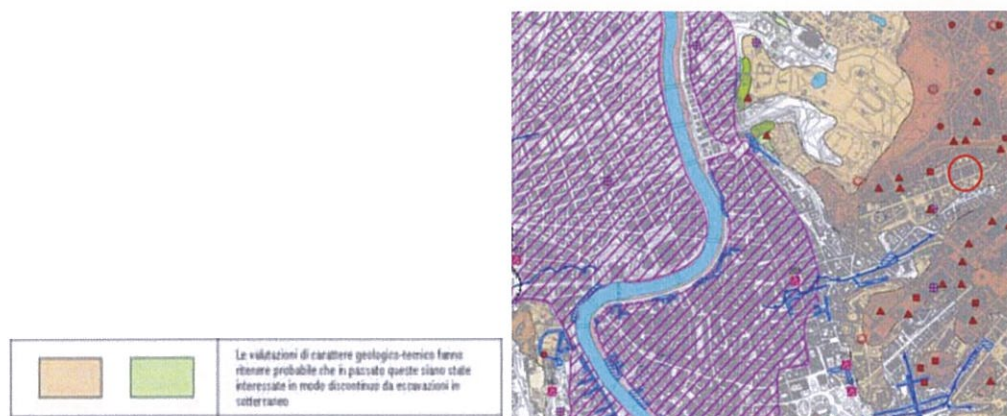 Le valutazioni di carattere geologico-tecnico fanno
ritenere probabile che in passato queste siano state
interessate in modo discontinuo da escavazioni in
sotterraneo